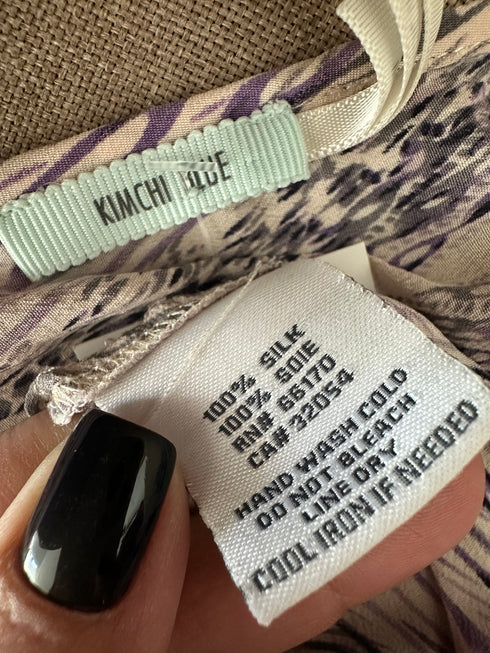 KIMCHI BLUE
100% SILK
100% SOIE
RN# 66170
CA# 32054
HAND WASH COLD
DO NOT BLEACH
LINE DRY
COOL IRON IF NEEDED